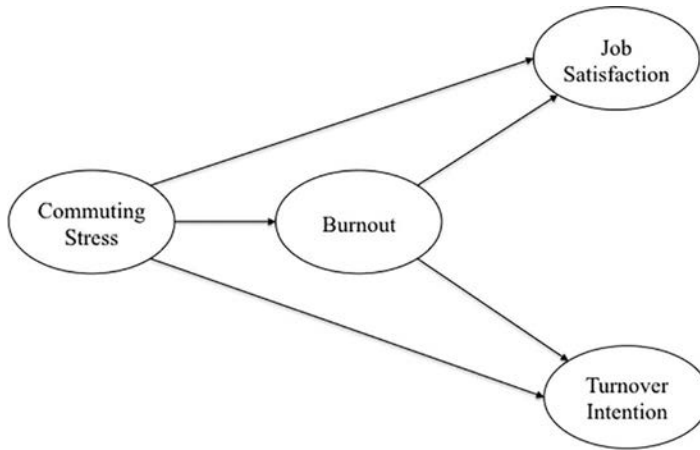 Job
Satisfaction
Commuting
Stress
Burnout
Turnover
Intention